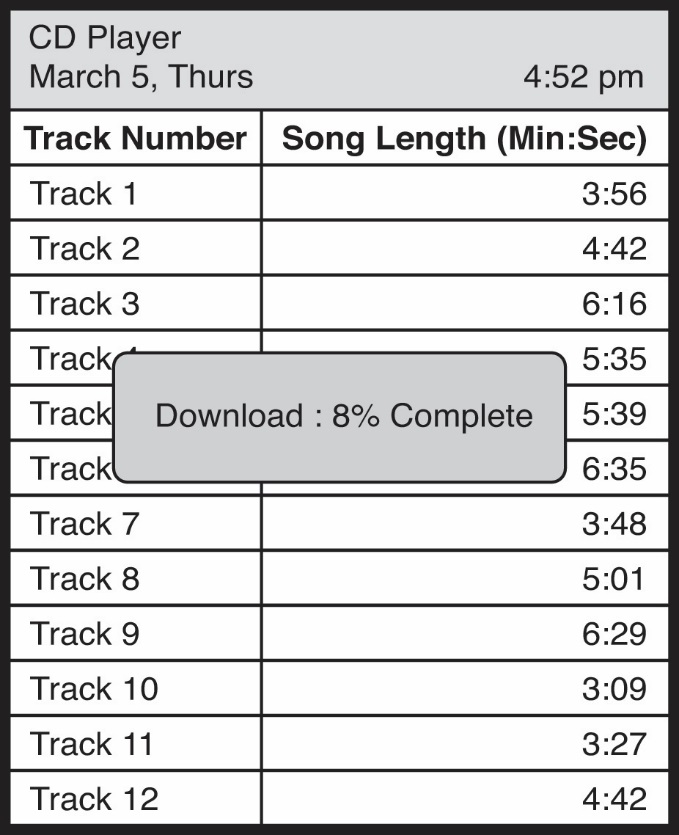 CD Player
March 5, Thurs 4:52 pm
Track Number Song Length (Min:Sec)
Track 1 3:56
Track 2 4:42
Track 3 6:16
Track 5:35
Track 5:39
Track 6:35
Download : 8% Complete
Track 7 3:48
Track 8 5:01
Track 9 6:29
Track 10 3:09
Track 11 3:27
Track 12 4:42